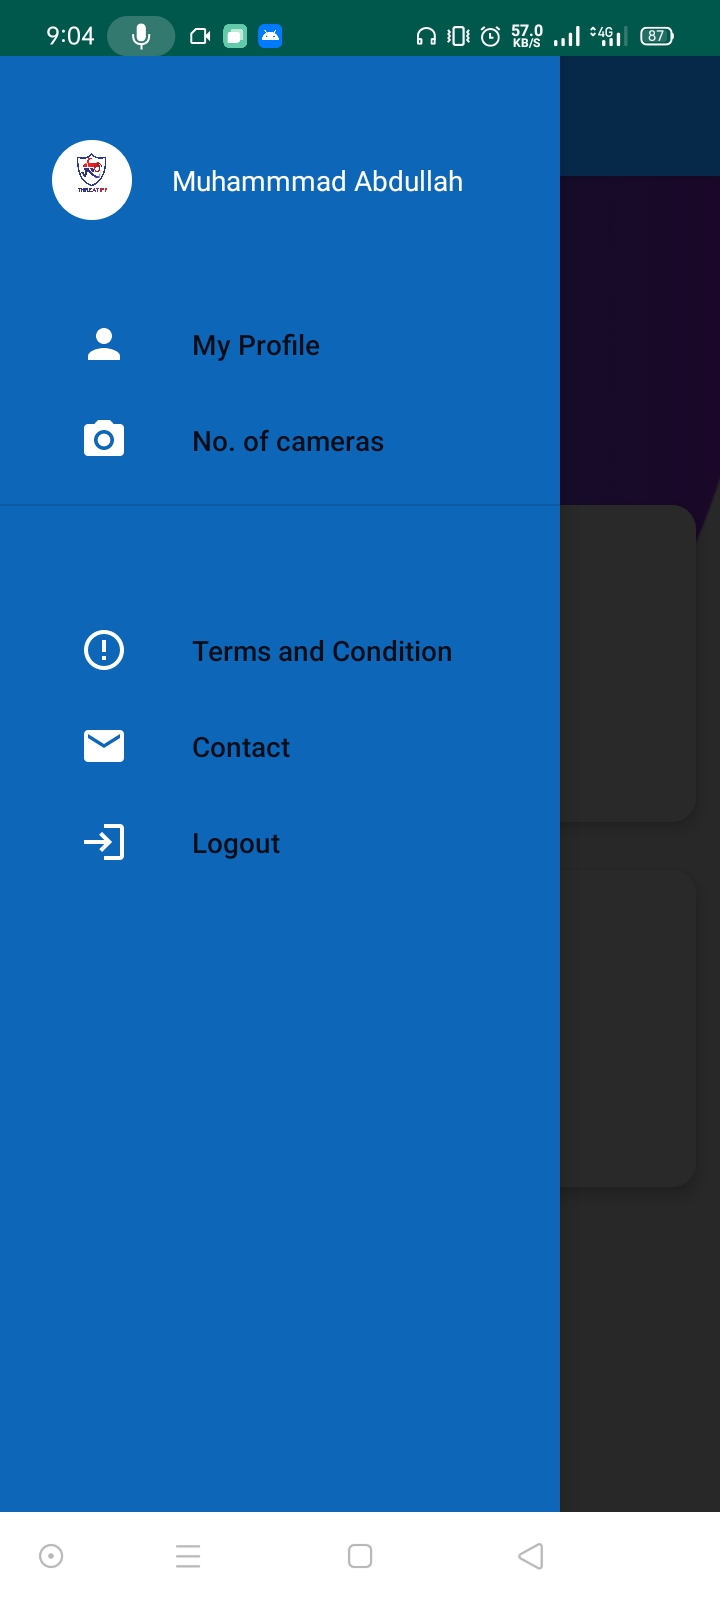 9:04
57.0
KB/S
4G
87
Muhammmad Abdullah
My Profile
No. of cameras
Terms and Condition
Contact
Logout